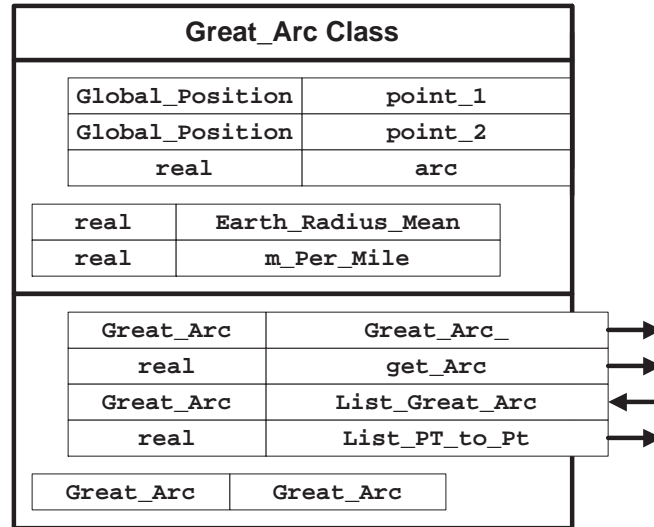 Great_Arc Class
Global_Position point_1
Global_Position point_2
real arc
real Earth_Radius_Mean
real m_Per_Mile
Great_Arc Great_Arc_
real get_Arc
Great_Arc List_Great_Arc
real List_PT_to_Pt
Great_Arc Great_Arc